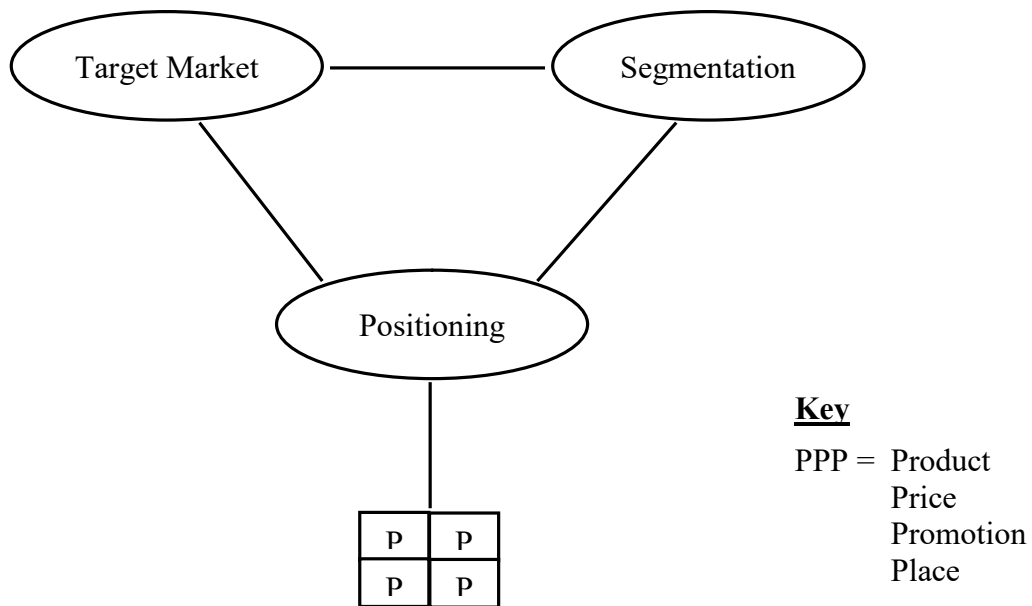 Target Market
Segmentation
Positioning
Key
PPP = Product
Price
Promotion
Place
P P
P P